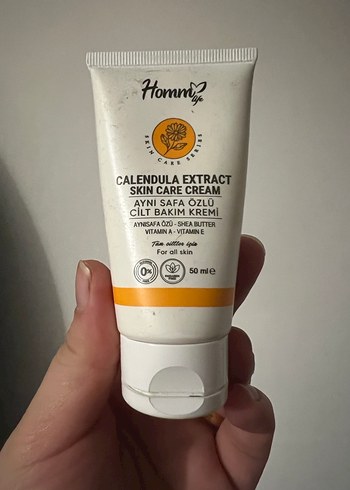 Homm
life
SKIN CARE SERIES
CALENDULA EXTRACT
SKIN CARE CREAM
AYNI SAFA ÖZLÜ
CİLT BAKIM KREMİ
AYNISAFA ÖZÜ - SHEA BUTTER
VITAMIN A - VITAMIN E
Tüm ciltler için
For all skin
0%
50 ml e